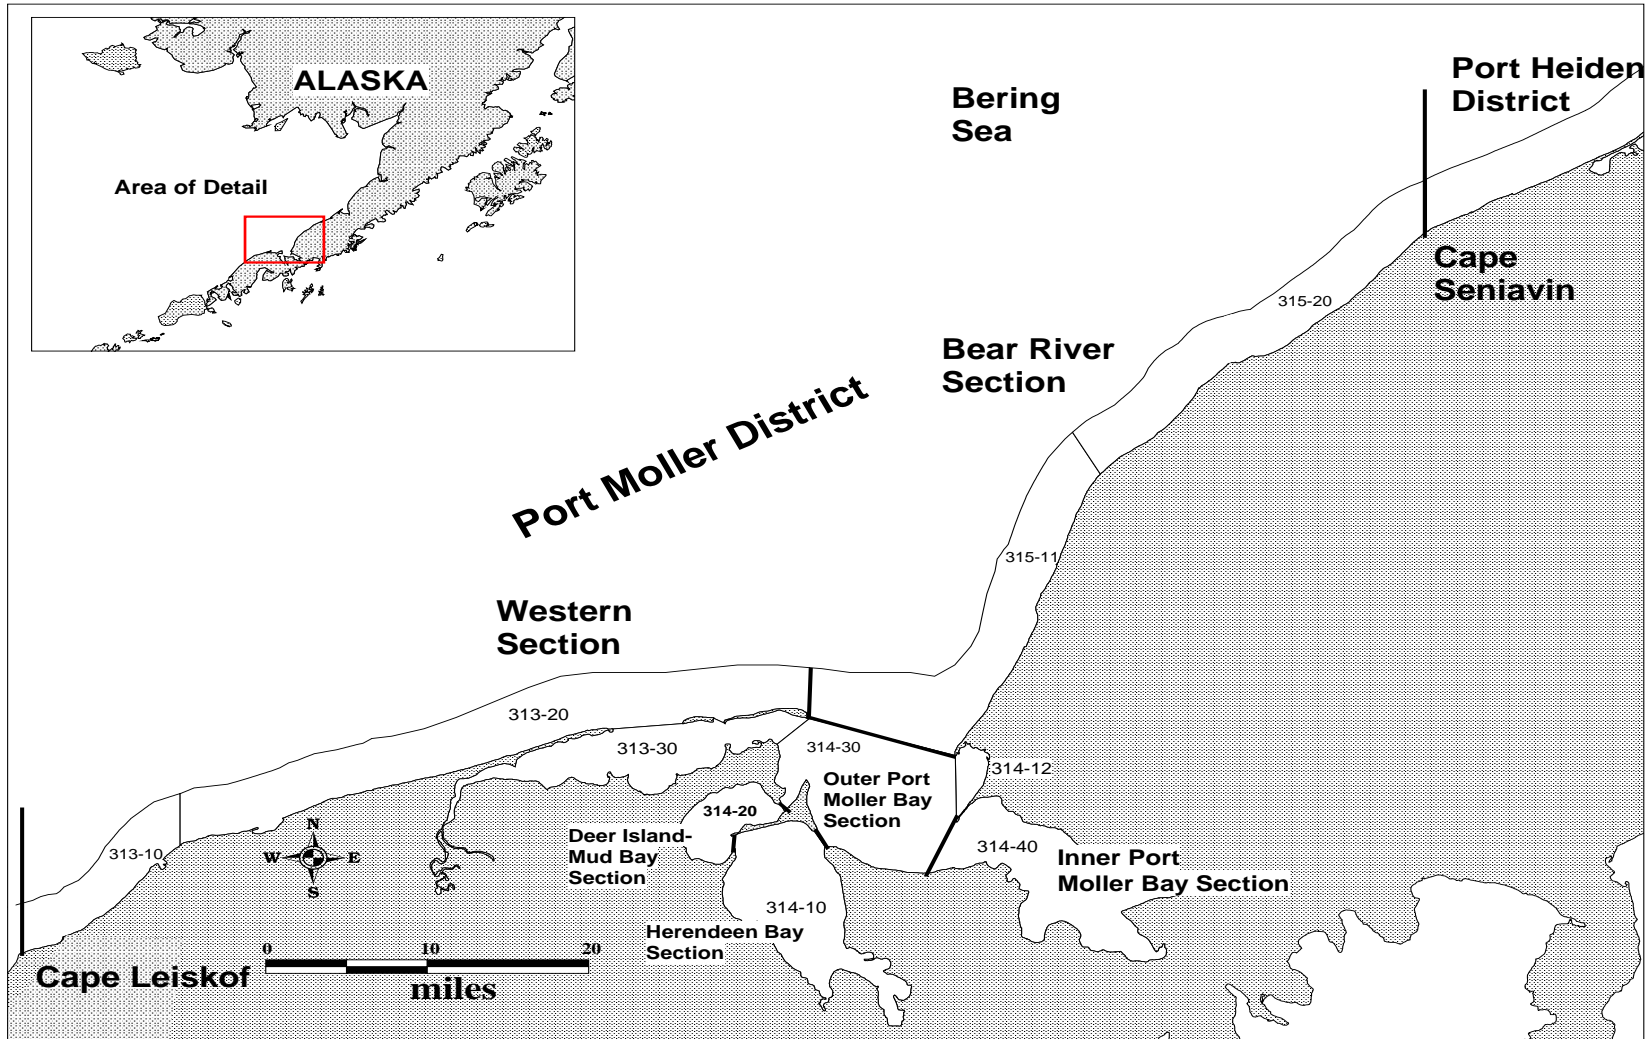 ALASKA
Area of Detail
Bering
Sea
Port Heiden
District
Cape
Seniavin
315-20
Bear River
Section
Port Moller District
315-11
Western
Section
313-20
313-30
314-30
314-12
Outer Port
Moller Bay
Section
314-20
Deer Island-
Mud Bay
Section
314-40
Inner Port
Moller Bay Section
313-10
N
W
E
S
314-10
Herendeen Bay
Section
Cape Leiskof
0 10 20
miles